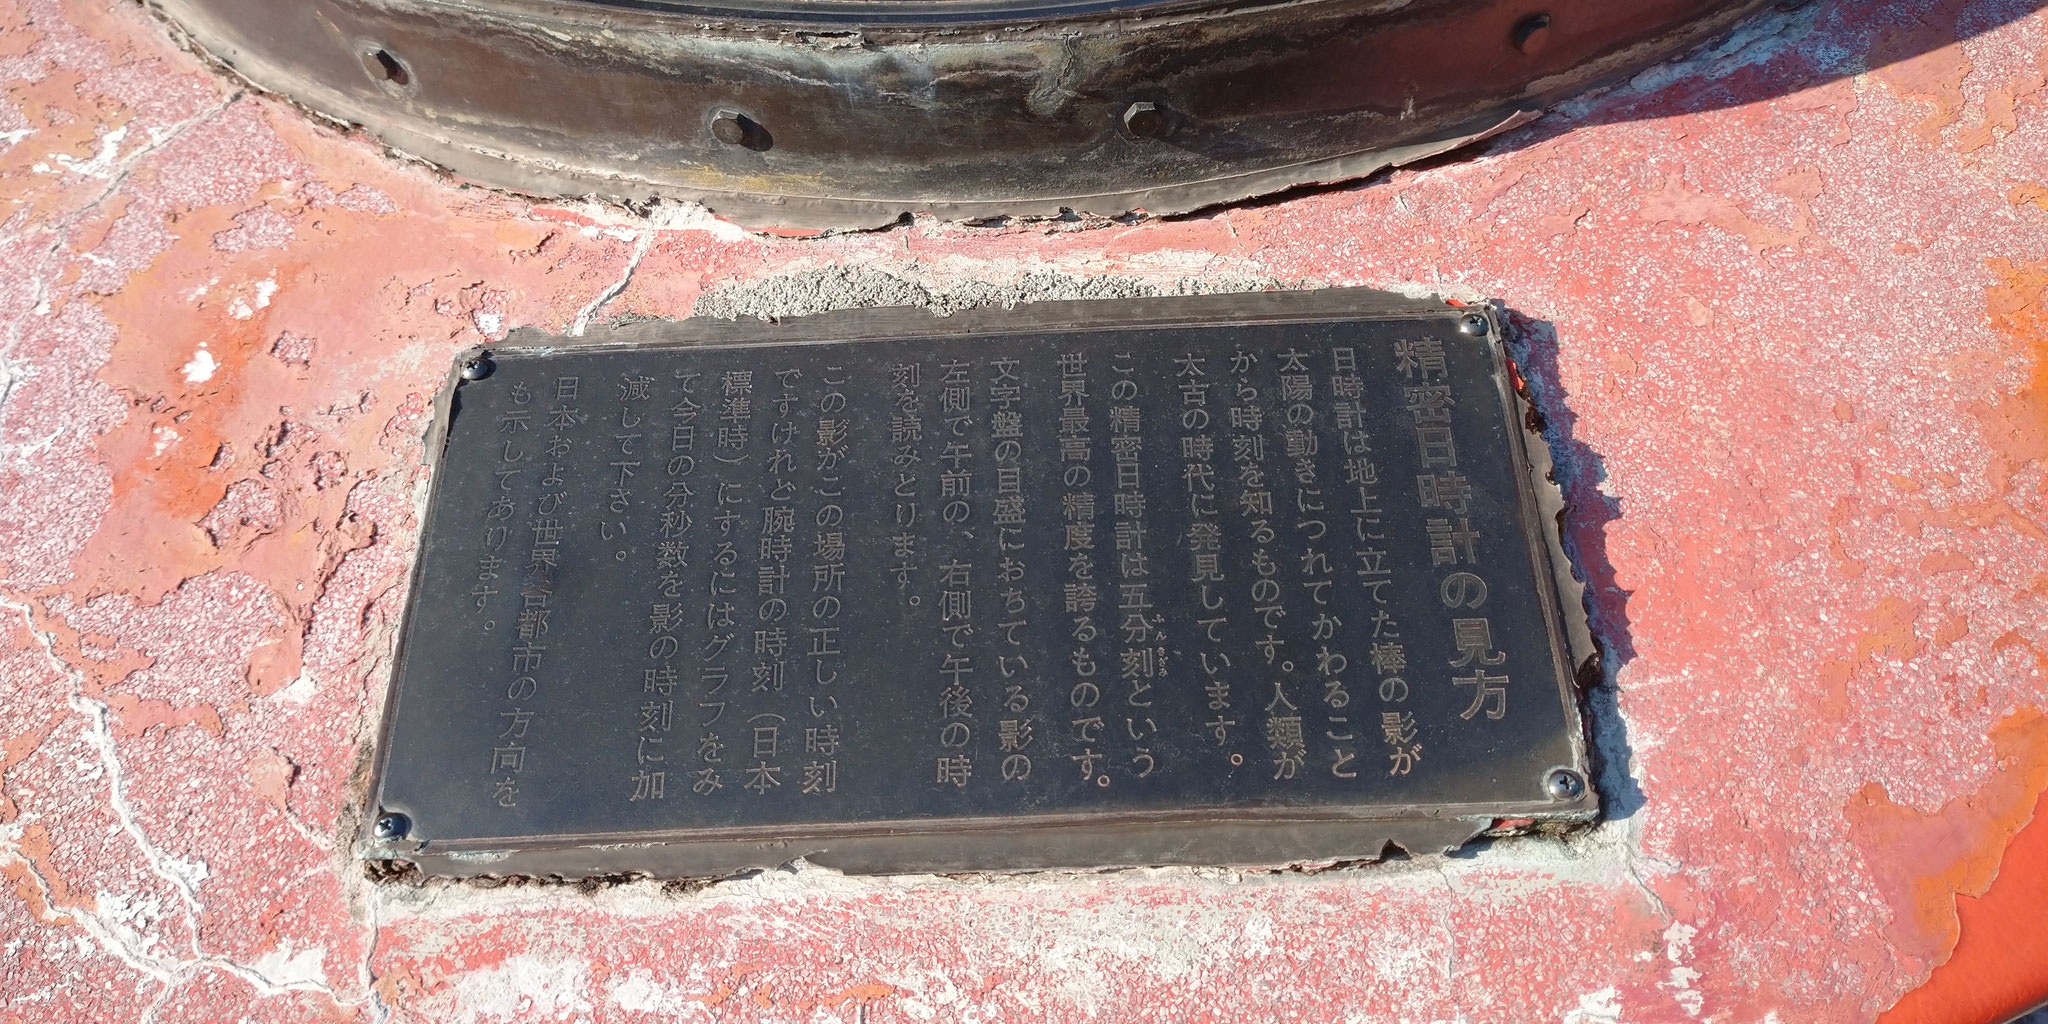 精密日時計の見方
日時計は地上に立てた棒の影が
太陽の動きにつれてかわること
から時刻を知るものです。人類が
太古の時代に発見しています。
この精密日時計は五分刻という
ふんきざみ
世界最高の精度を誇るものです。
文字盤の目盛におちている影の
左側で午前の、右側で午後の時
刻を読みとります。
この影がこの場所の正しい時刻
ですけれど腕時計の時刻（日本
標準時）にするにはグラフをみ
て今日の分秒数を影の時刻に加
減して下さい。
日本および世界各都市の方向を
も示してあります。